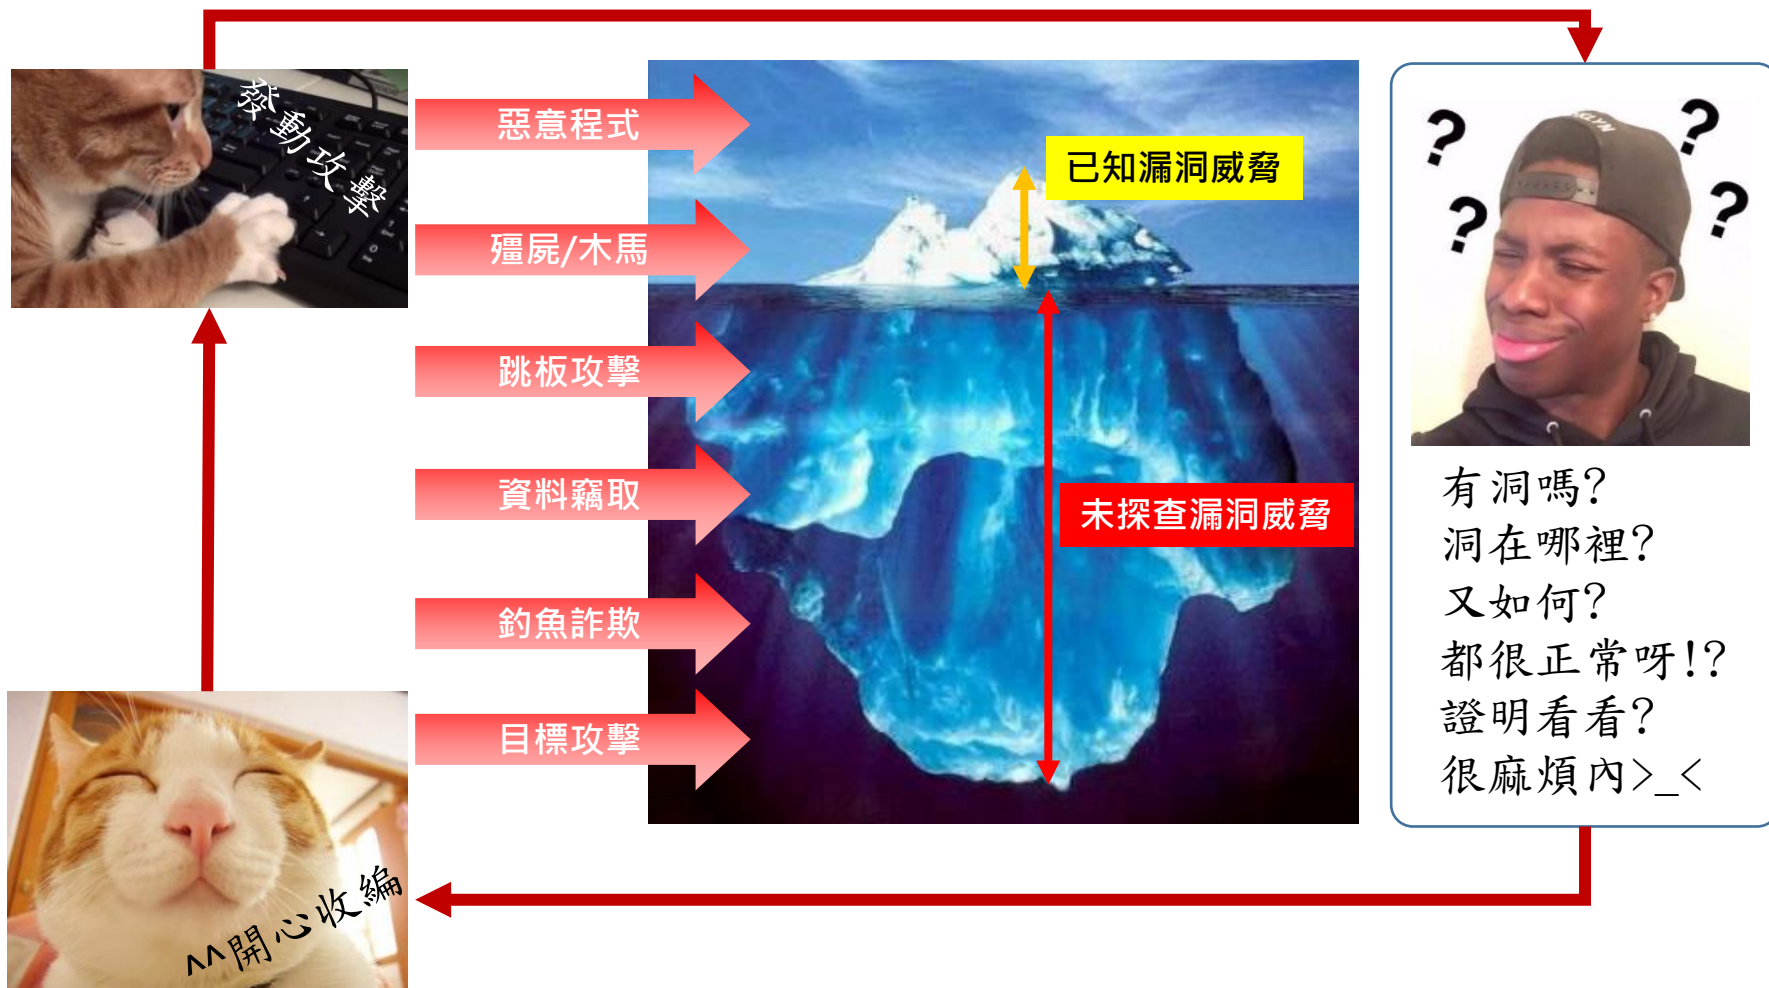 發動攻擊
惡意程式
殭屍/木馬
跳板攻擊
資料竊取
釣魚詐欺
目標攻擊
已知漏洞威脅
未探查漏洞威脅
?
?
?
?
有洞嗎?
洞在哪裡?
又如何?
都很正常呀!?
證明看看?
很麻煩內>_<
^^開心收編